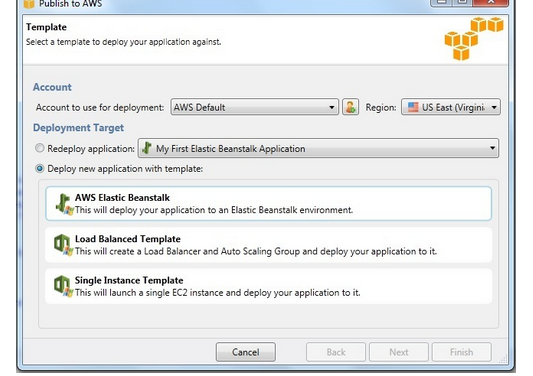 Publish to AWS
Template
Select a template to deploy your application against.
Account
Account to use for deployment: AWS Default Region: US East (Virgini
Deployment Target
Redeploy application: My First Elastic Beanstalk Application
Deploy new application with template:
AWS Elastic Beanstalk
This will deploy your application to an Elastic Beanstalk environment.
Load Balanced Template
This will create a Load Balancer and Auto Scaling Group and deploy your application to it.
Single Instance Template
This will launch a single EC2 instance and deploy your application to it.
Cancel Back Next Finish